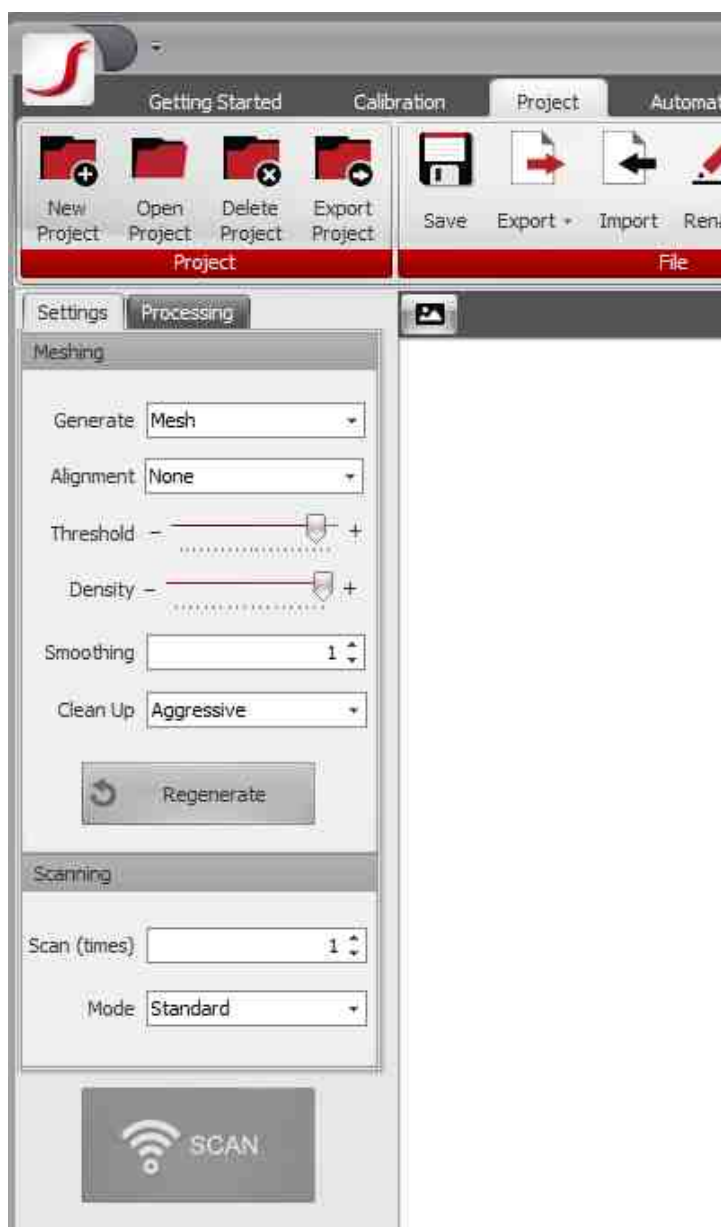 Getting Started Calibration Project Automat
New Open Delete Export Save Export Import Rena
Project Project Project Project
Project File
Settings Processing
Meshing
Generate Mesh
Alignment None
Threshold - +
Density - +
Smoothing 1
Clean Up Aggressive
Regenerate
Scanning
Scan (times) 1
Mode Standard
SCAN